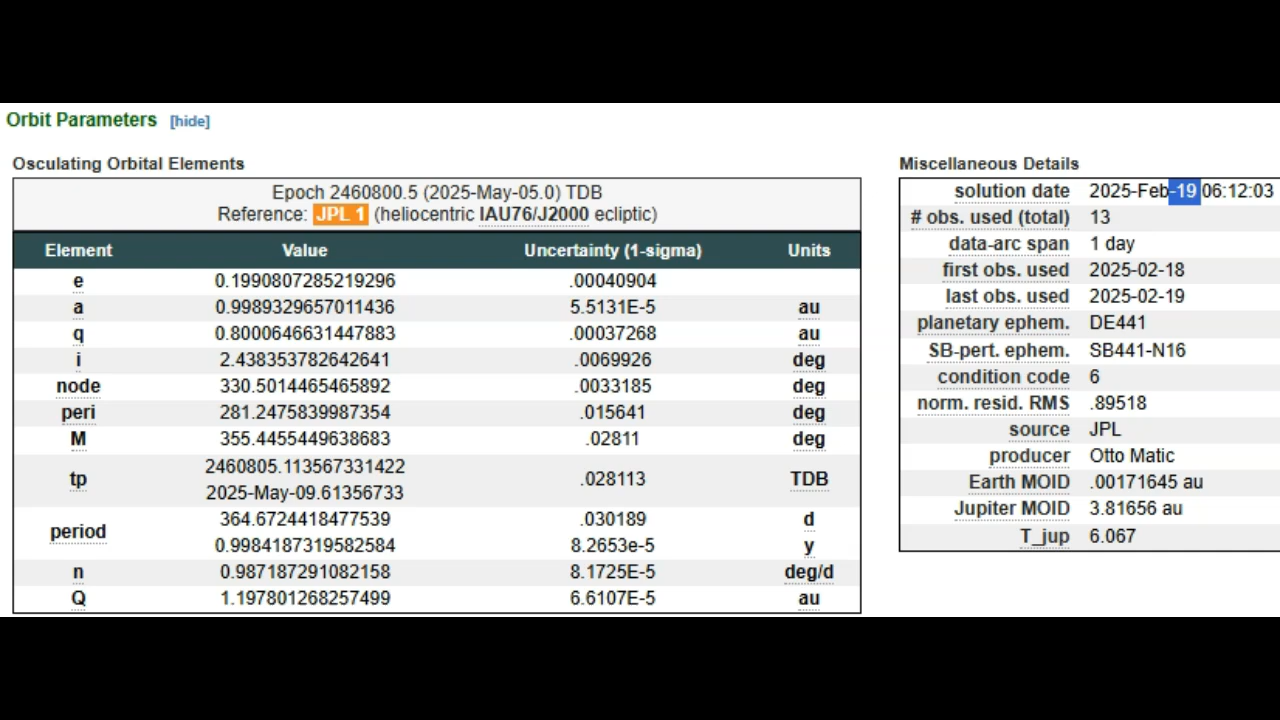 Orbit Parameters [hide]
Osculating Orbital Elements
Epoch 2460800.5 (2025-May-05.0) TDB
Reference: JPL 1 (heliocentric IAU76/J2000 ecliptic)
Element Value Uncertainty (1-sigma) Units
e 0.1990807285219296 .00040904
a 0.9989329657011436 5.5131E-5 au
q 0.8000646631447883 .00037268 au
i 2.438353782642641 .0069926 deg
node 330.5014465465892 .0033185 deg
peri 281.2475839987354 .015641 deg
M 355.4455449638683 .02811 deg
tp 2460805.113567331422 .028113 TDB
2025-May-09.61356733
period 364.6724418477539 .030189 d
0.9984187319582584 8.2653e-5 y
n 0.987187291082158 8.1725E-5 deg/d
Q 1.197801268257499 6.6107E-5 au
Miscellaneous Details
solution date 2025-Feb-19 06:12:03
# obs. used (total) 13
data-arc span 1 day
first obs. used 2025-02-18
last obs. used 2025-02-19
planetary ephem. DE441
SB-pert. ephem. SB441-N16
condition code 6
norm. resid. RMS .89518
source JPL
producer Otto Matic
Earth MOID .00171645 au
Jupiter MOID 3.81656 au
T_jup 6.067